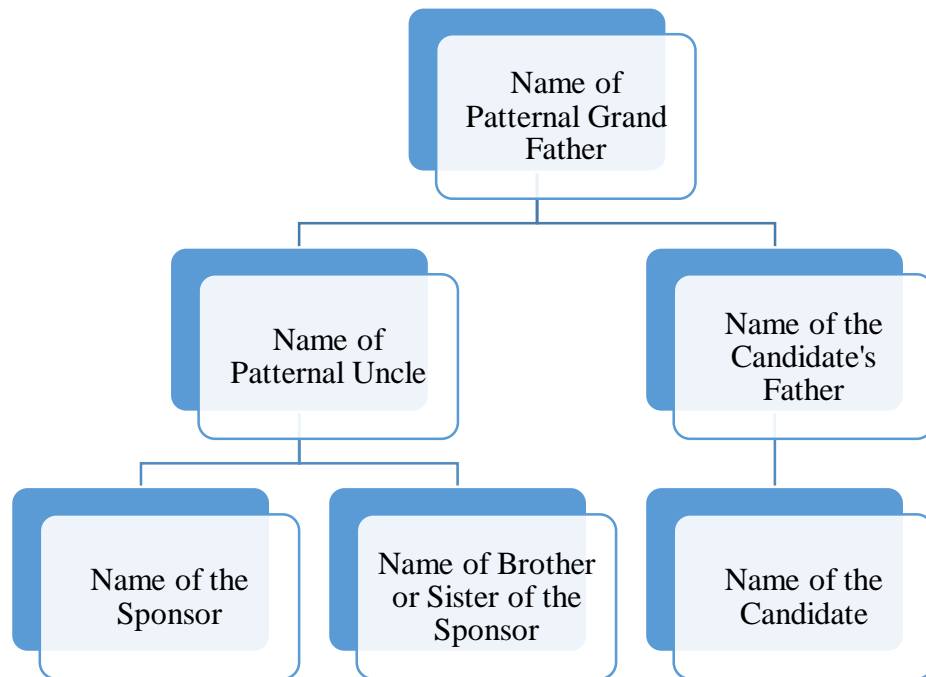 Name of
Patternal Grand
Father
Name of
Patternal Uncle
Name of the
Candidate's
Father
Name of the
Sponsor
Name of Brother
or Sister of the
Sponsor
Name of the
Candidate